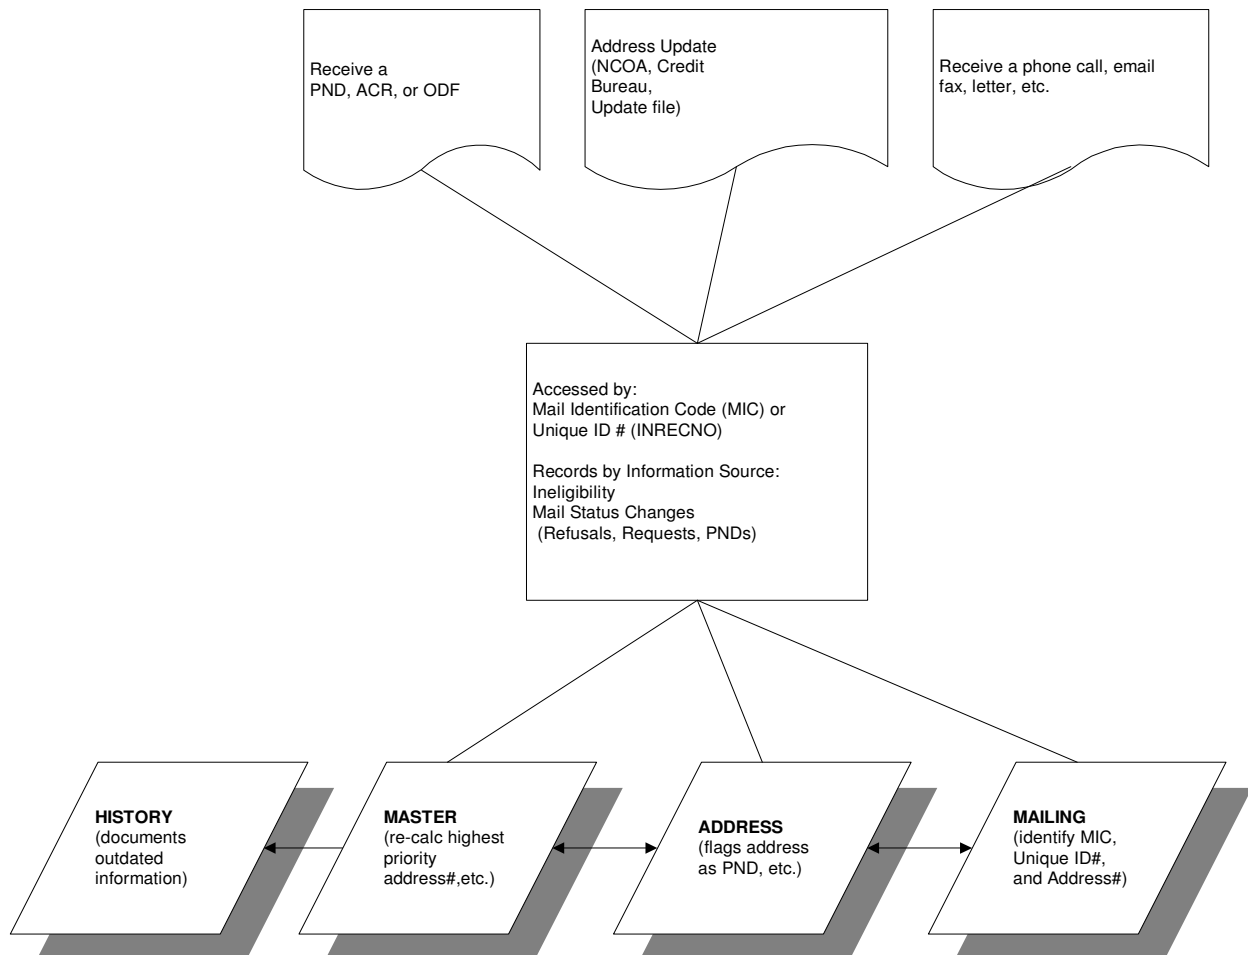 Receive a
PND, ACR, or ODF
Address Update
(NCOA, Credit
Bureau,
Update file)
Receive a phone call, email
fax, letter, etc.
Accessed by:
Mail Identification Code (MIC) or
Unique ID # (INRECNO)
Records by Information Source:
Ineligibility
Mail Status Changes
(Refusals, Requests, PNDs)
HISTORY
(documents
outdated
information)
MASTER
(re-calc highest
priority
address#,etc.)
ADDRESS
(flags address
as PND, etc.)
MAILING
(identify MIC,
Unique ID#,
and Address#)